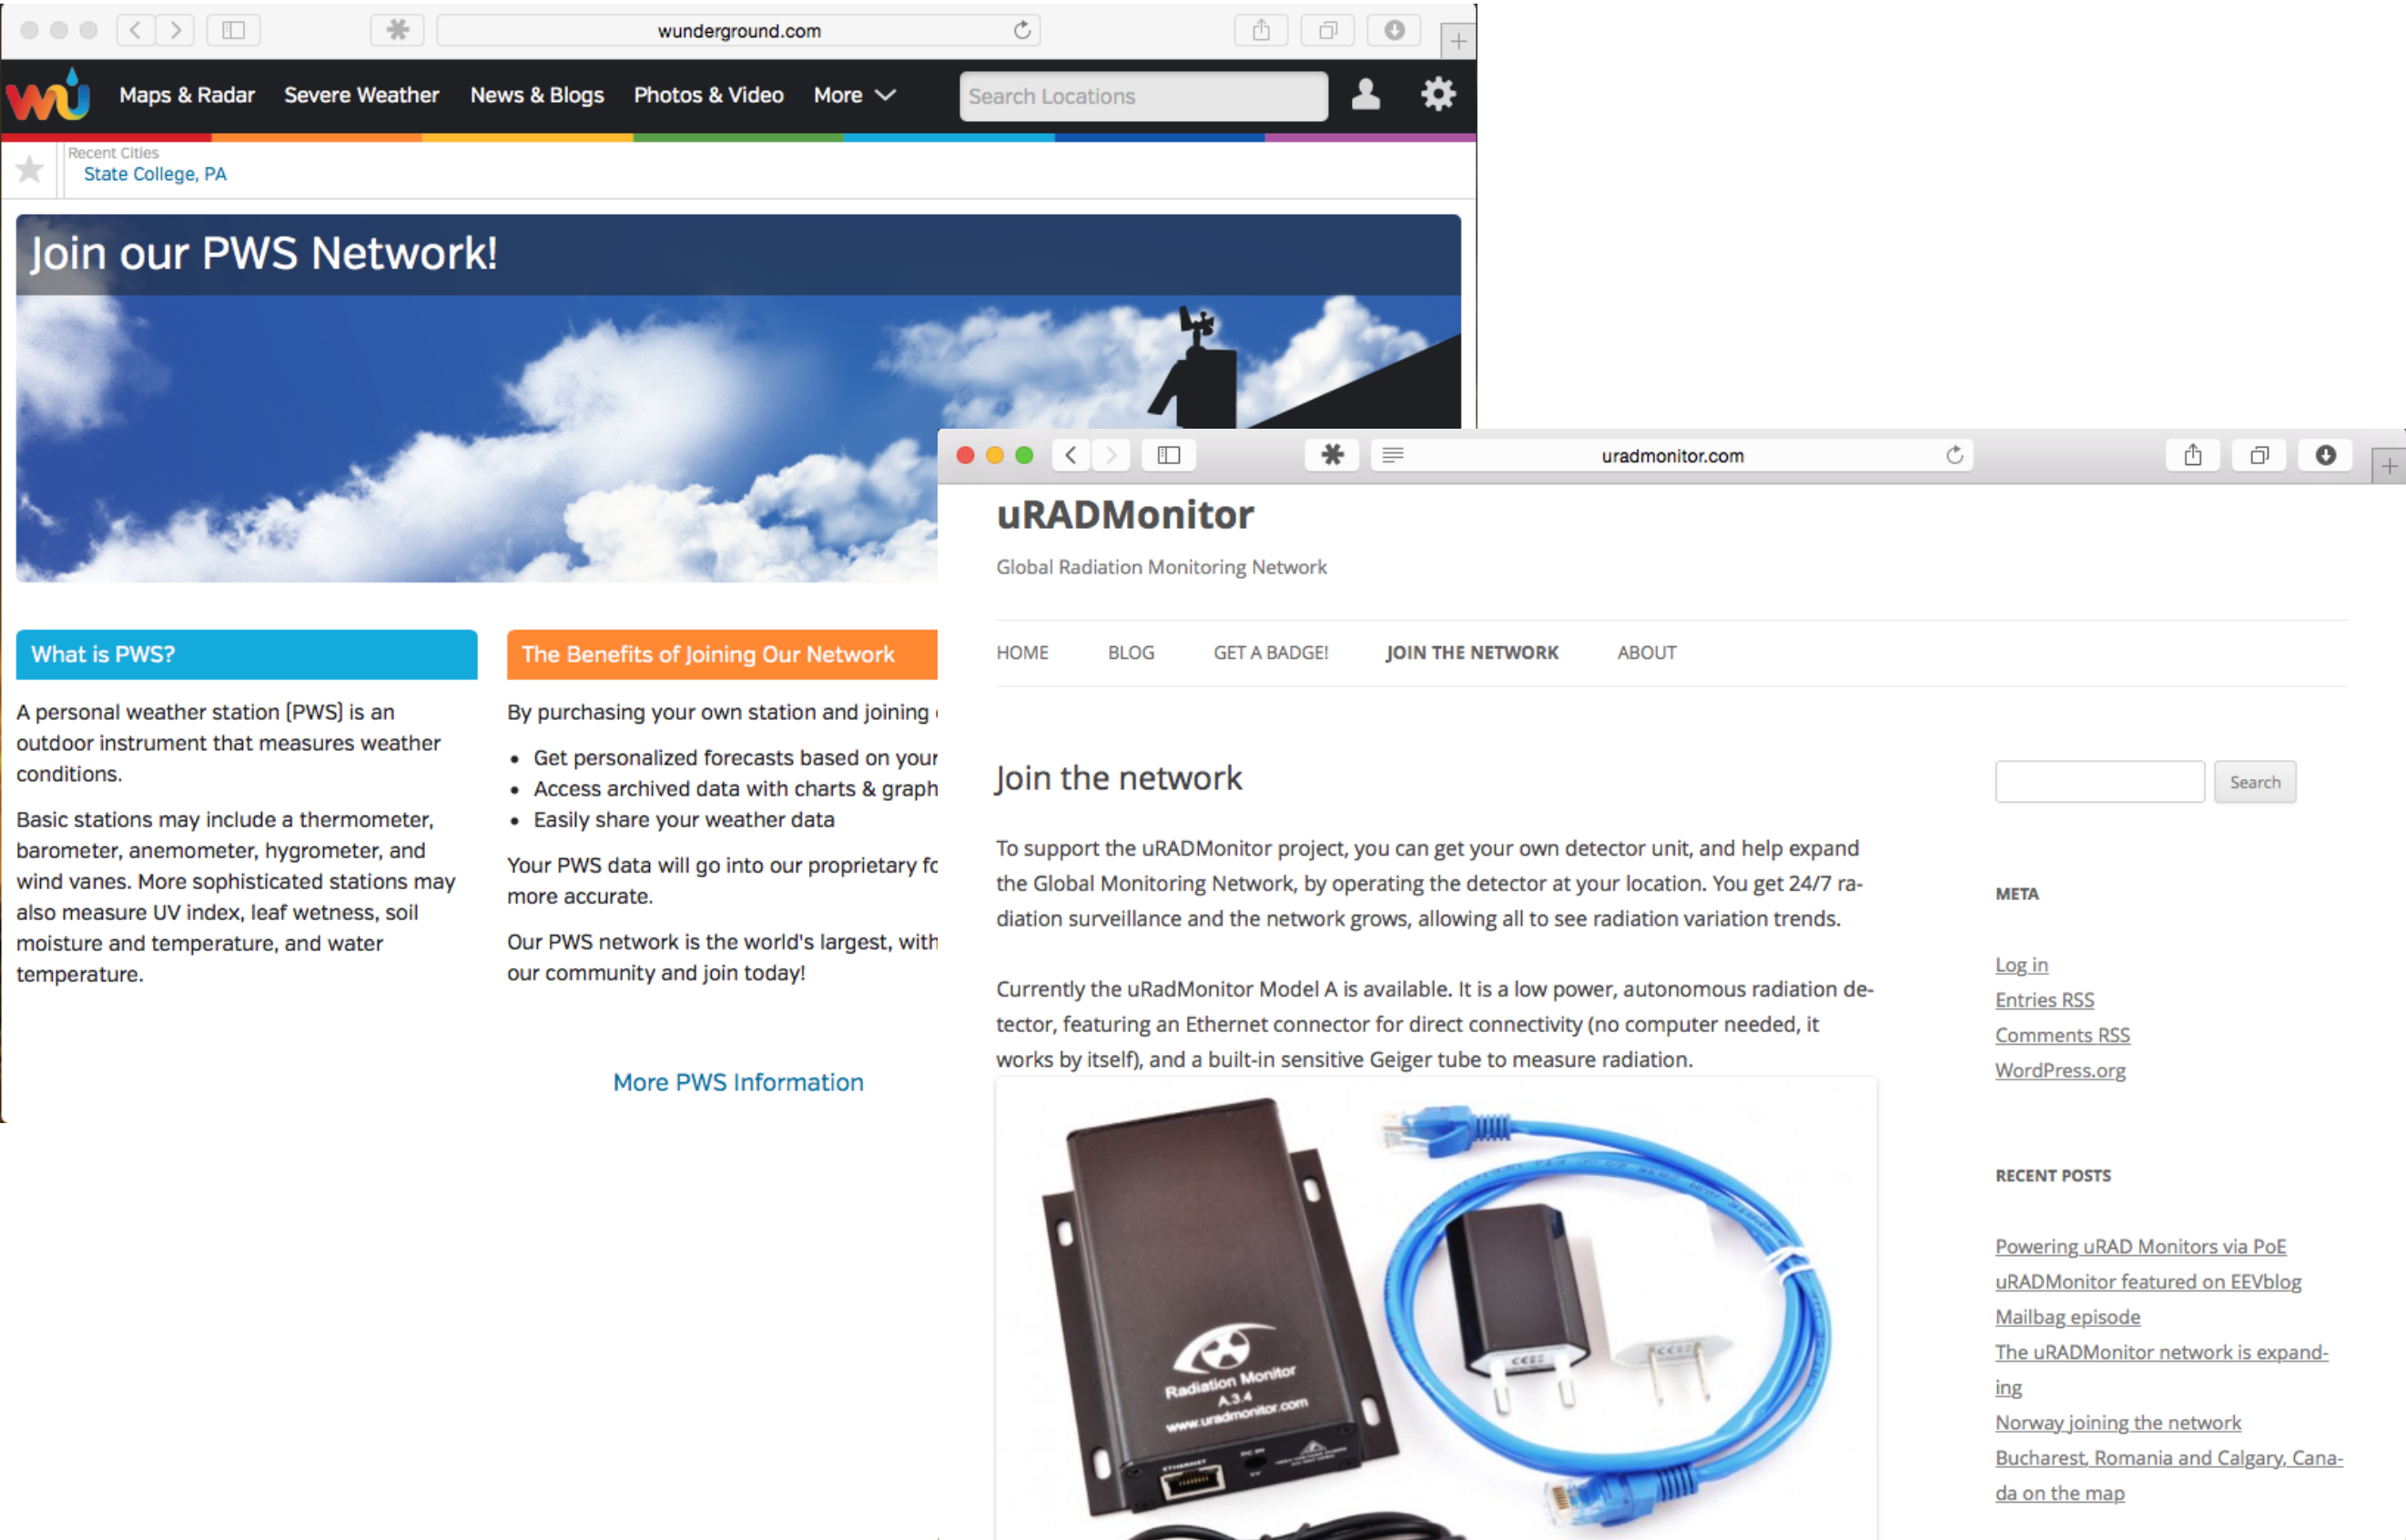 wunderground.com
WU
Maps & Radar Severe Weather News & Blogs Photos & Video More Search Locations
Recent Cities
State College, PA
Join our PWS Network!
What is PWS?
A personal weather station (PWS) is an
outdoor instrument that measures weather
conditions.
Basic stations may include a thermometer,
barometer, anemometer, hygrometer, and
wind vanes. More sophisticated stations may
also measure UV index, leaf wetness, soil
moisture and temperature, and water
temperature.
The Benefits of Joining Our Network
By purchasing your own station and joining
• Get personalized forecasts based on your
• Access archived data with charts & graph
• Easily share your weather data
Your PWS data will go into our proprietary fo
more accurate.
Our PWS network is the world's largest, with
our community and join today!
More PWS Information
uradmonitor.com
uRADMonitor
Global Radiation Monitoring Network
HOME BLOG GET A BADGE! JOIN THE NETWORK ABOUT
Join the network
To support the uRADMonitor project, you can get your own detector unit, and help expand
the Global Monitoring Network, by operating the detector at your location. You get 24/7 ra-
diation surveillance and the network grows, allowing all to see radiation variation trends.
Currently the uRadMonitor Model A is available. It is a low power, autonomous radiation de-
tector, featuring an Ethernet connector for direct connectivity (no computer needed, it
works by itself), and a built-in sensitive Geiger tube to measure radiation.
Radiation Monitor
A.3.4
www.uradmonitor.com
ETHERNET
DC IN
5V
Search
META
Log in
Entries RSS
Comments RSS
WordPress.org
RECENT POSTS
Powering uRAD Monitors via PoE
uRADMonitor featured on EEVblog
Mailbag episode
The uRADMonitor network is expand-
ing
Norway joining the network
Bucharest, Romania and Calgary, Cana-
da on the map